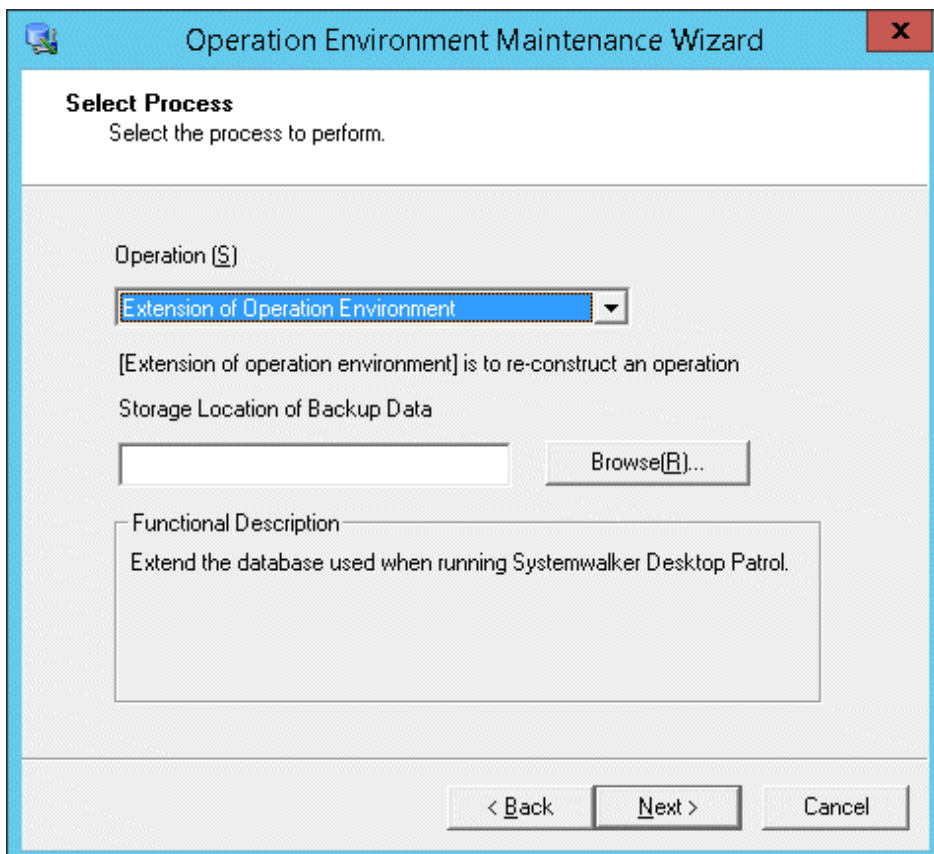 Operation Environment Maintenance Wizard
x
Select Process
Select the process to perform.
Operation (S)
Extension of Operation Environment
[Extension of operation environment] is to re-construct an operation
Storage Location of Backup Data
Browse(R)...
Functional Description
Extend the database used when running Systemwalker Desktop Patrol.
< Back
Next >
Cancel